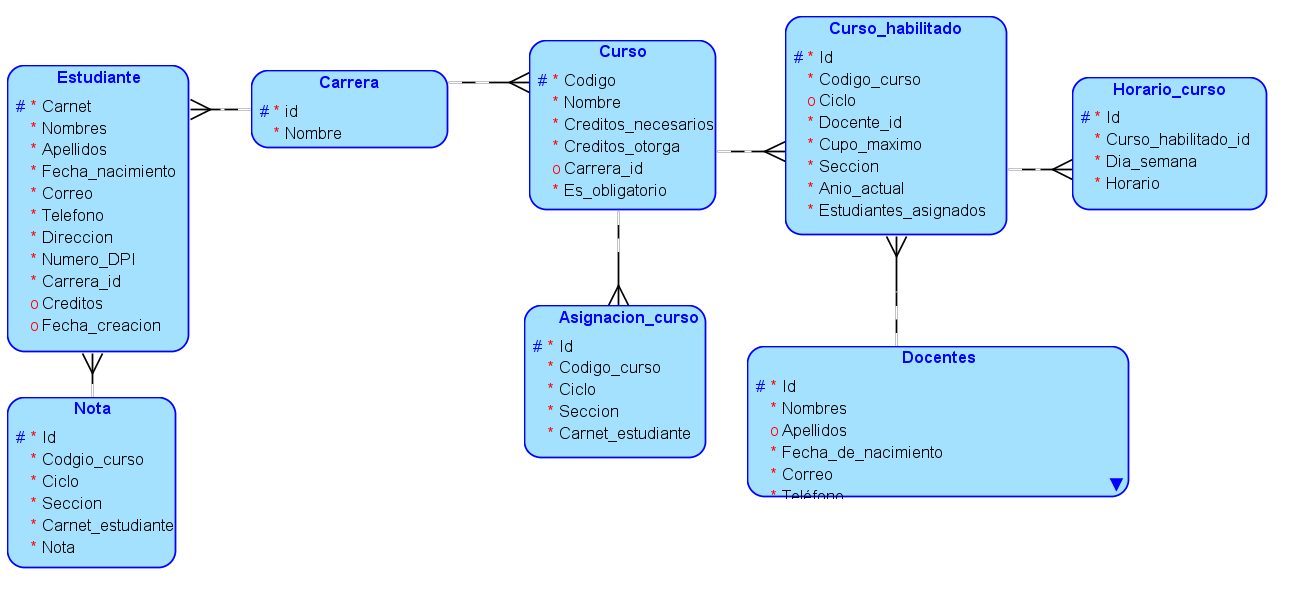 Estudiante
# * Carnet
* Nombres
* Apellidos
* Fecha_nacimiento
* Correo
* Telefono
* Direccion
* Numero_DPI
* Carrera_id
o Creditos
o Fecha_creacion
Carrera
# * id
* Nombre
Curso
# * Codigo
* Nombre
* Creditos_necesarios
* Creditos_otorga
o Carrera_id
* Es_obligatorio
Curso_habilitado
# * Id
* Codigo_curso
o Ciclo
* Docente_id
* Cupo_maximo
* Seccion
* Anio_actual
* Estudiantes_asignados
Horario_curso
# * Id
* Curso_habilitado_id
* Dia_semana
* Horario
Nota
# * Id
* Codgio_curso
* Ciclo
* Seccion
* Carnet_estudiante
* Nota
Asignacion_curso
# * Id
* Codigo_curso
* Ciclo
* Seccion
* Carnet_estudiante
Docentes
# * Id
* Nombres
o Apellidos
* Fecha_de_nacimiento
* Correo
* Teléfono